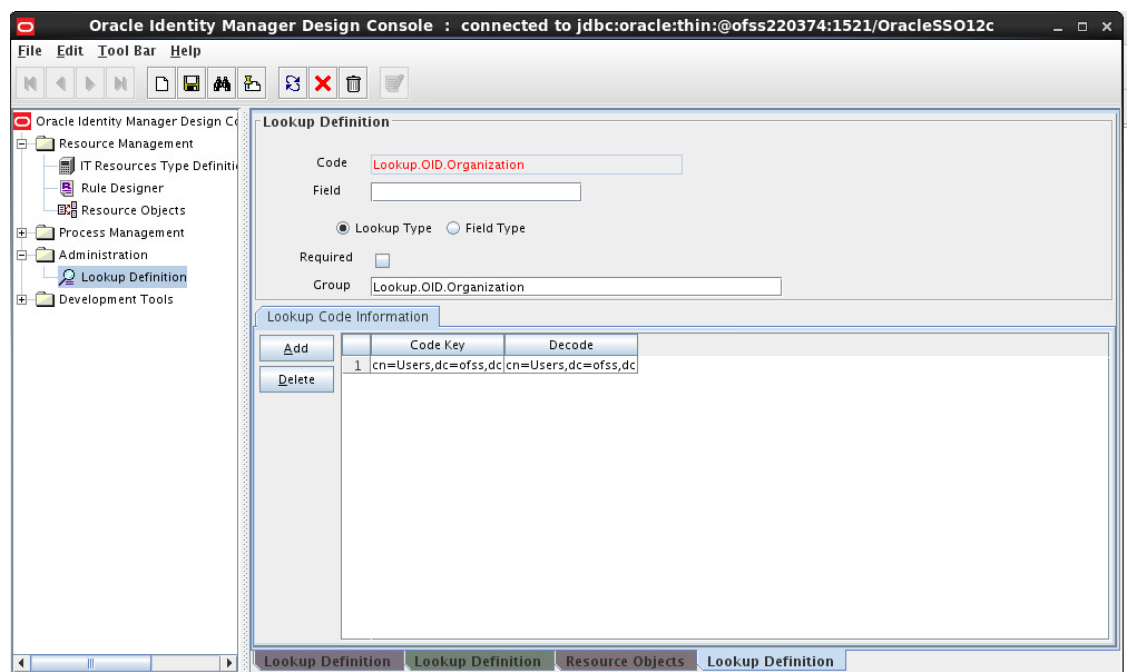 Oracle Identity Manager Design Console : connected to jdbc:oracle:thin:@ofss220374:1521/OracleSSO12c
File Edit Tool Bar Help
Oracle Identity Manager Design Co
Resource Management
IT Resources Type Definitio
Rule Designer
Resource Objects
Process Management
Administration
Lookup Definition
Development Tools
Lookup Definition
Code Lookup.OID.Organization
Field
Lookup Type Field Type
Required
Group Lookup.OID.Organization
Lookup Code Information
Add
Delete
Code Key Decode
1 cn=Users,dc=ofss,dc cn=Users,dc=ofss,dc
Lookup Definition Lookup Definition Resource Objects Lookup Definition